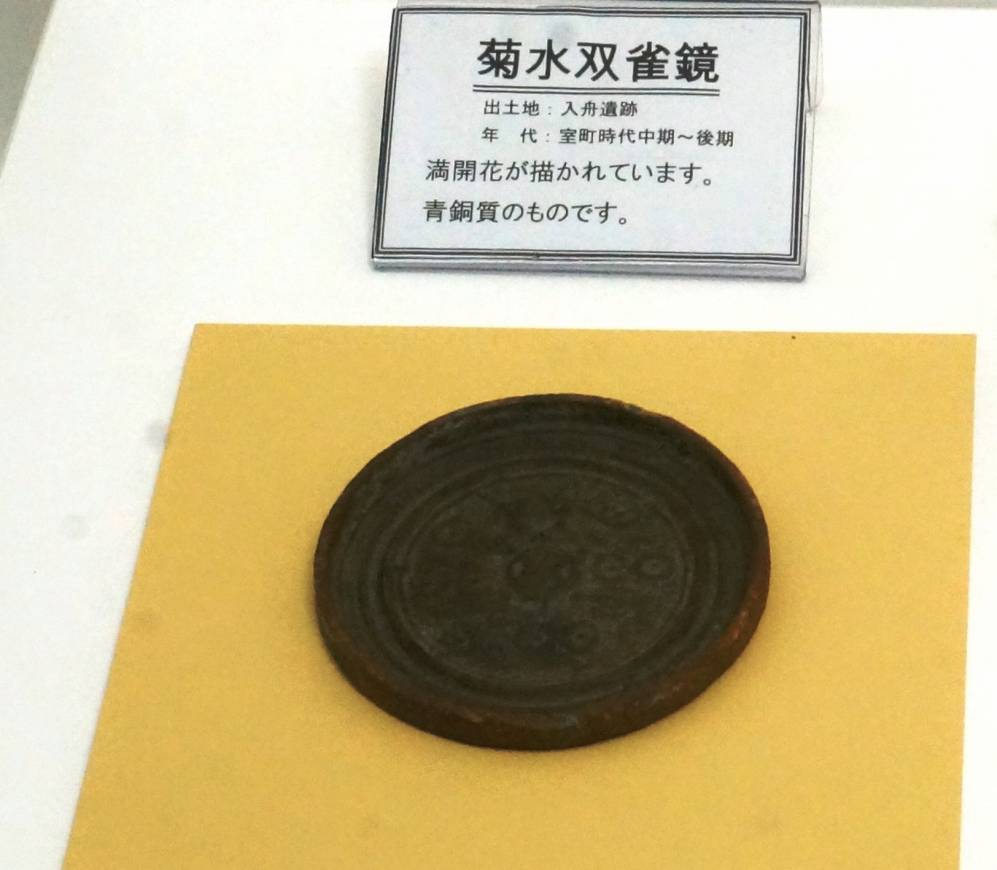 菊水双雀鏡
出土地：入舟遺跡
年　代：室町時代中期～後期
満開花が描かれています。
青銅質のものです。